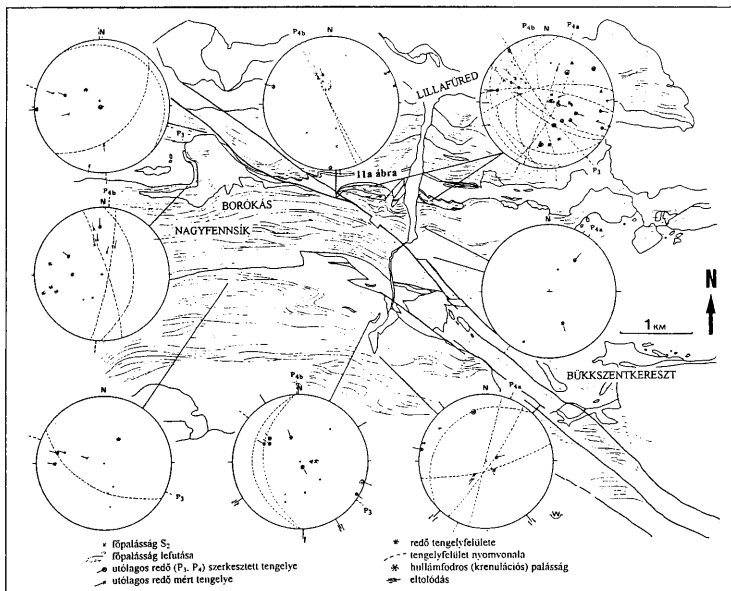 P₄b N P₄a
P₄b N
N
LILLAFÜRED
P₃
P₃
11a ábra
P₄b
N
BORÓKÁS
NAGYFENNSÍK
N
P₄a
N
1 KM
BÜKKSZENTKERESZT
P₄b
N
P₄a
N
N
P₃
P₃
főpalásság S₂
főpalásság lefutása
utólagos redő (P₃, P₄) szerkesztett tengelye
utólagos redő mért tengelye
redő tengelyfelülete
tengelyfelület nyomvonala
hullámfodros (krenulációs) palásság
eltolódás